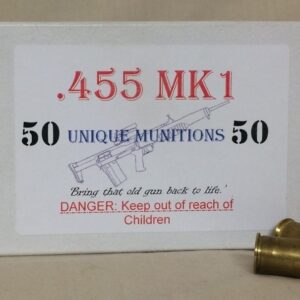 .455 MK1
50 UNIQUE MUNITIONS 50
'Bring that old gun back to life.'
DANGER: Keep out of reach of
Children